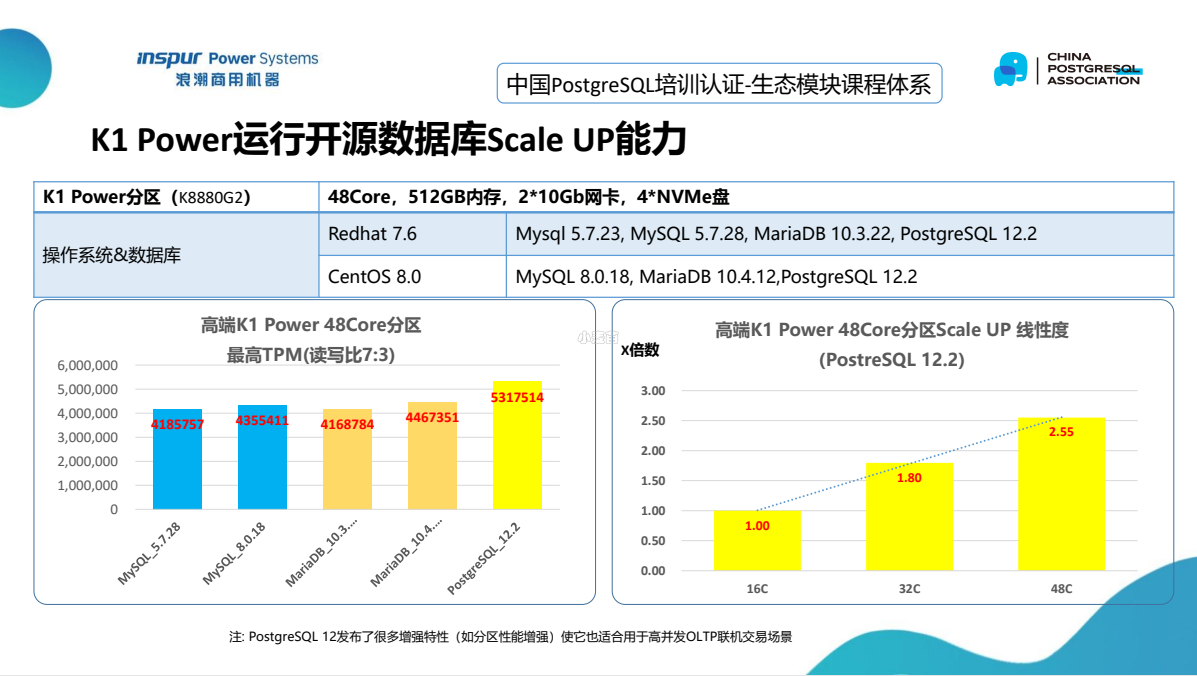 inspur Power Systems
浪潮商用机器
中国PostgreSQL培训认证-生态模块课程体系
CHINA
POSTGRESQL
ASSOCIATION
K1 Power运行开源数据库Scale UP能力
K1 Power分区（K8880G2） 48Core，512GB内存，2*10Gb网卡，4*NVMe盘
操作系统&数据库
Redhat 7.6 Mysql 5.7.23, MySQL 5.7.28, MariaDB 10.3.22, PostgreSQL 12.2
CentOS 8.0 MySQL 8.0.18, MariaDB 10.4.12,PostgreSQL 12.2
高端K1 Power 48Core分区
最高TPM(读写比7:3)
6,000,000
5,000,000
4,000,000
3,000,000
2,000,000
1,000,000
0
4185757
4355411
4168784
4467351
5317514
MySQL_5.7.28
MySQL_8.0.18
MariaDB_10.3.…
MariaDB_10.4.…
PostgreSQL_12.2
高端K1 Power 48Core分区Scale UP 线性度
(PostreSQL 12.2)
X倍数
3.00
2.50
2.00
1.50
1.00
0.50
0.00
1.00
1.80
2.55
16C
32C
48C
注: PostgreSQL 12发布了很多增强特性（如分区性能增强）使它也适合用于高并发OLTP联机交易场景